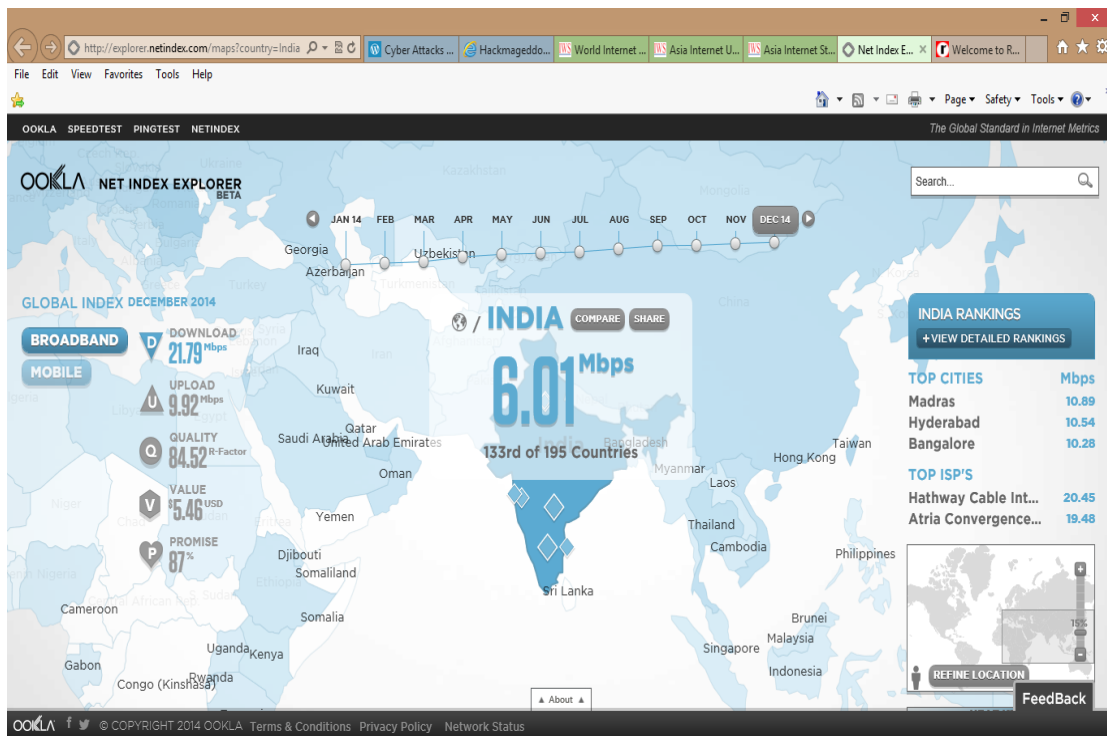 http://explorer.netindex.com/maps?country=India
Cyber Attacks ...
Hackmageddo...
World Internet ...
Asia Internet U...
Asia Internet St...
Net Index E...
Welcome to R...
File Edit View Favorites Tools Help
Page Safety Tools
OOKLA SPEEDTEST PINGTEST NETINDEX
The Global Standard in Internet Metrics
OOKLA NET INDEX EXPLORER
BETA
Search...
Ukraine
Kazakhstan
Mongolia
JAN 14 FEB MAR APR MAY JUN JUL AUG SEP OCT NOV DEC 14
Georgia
Uzbekistan
Azerbaijan
Turkmenistan
Turkey
China
GLOBAL INDEX DECEMBER 2014
BROADBAND
MOBILE
D DOWNLOAD
21.79 Mbps
U UPLOAD
9.92 Mbps
Q QUALITY
84.52 R-Factor
V VALUE
$5.46 USD
P PROMISE
87%
/ INDIA COMPARE SHARE
6.01 Mbps
133rd of 195 Countries
INDIA RANKINGS
+VIEW DETAILED RANKINGS
TOP CITIES Mbps
Madras 10.89
Hyderabad 10.54
Bangalore 10.28
TOP ISP'S
Hathway Cable Int... 20.45
Atria Convergence... 19.48
Iraq
Iran
Kuwait
Qatar
Saudi Arabia
United Arab Emirates
Oman
India
Bangladesh
Myanmar
Laos
Hong Kong
Taiwan
Yemen
Thailand
Cambodia
Philippines
Djibouti
Somaliland
Ethiopia
Sri Lanka
Niger
Cameroon
Somalia
Brunei
Malaysia
Uganda
Kenya
Singapore
Gabon
Rwanda
Congo (Kinshasa)
Indonesia
15%
REFINE LOCATION
FeedBack
▲ About ▲
OOKLA f © COPYRIGHT 2014 OOKLA Terms & Conditions Privacy Policy Network Status